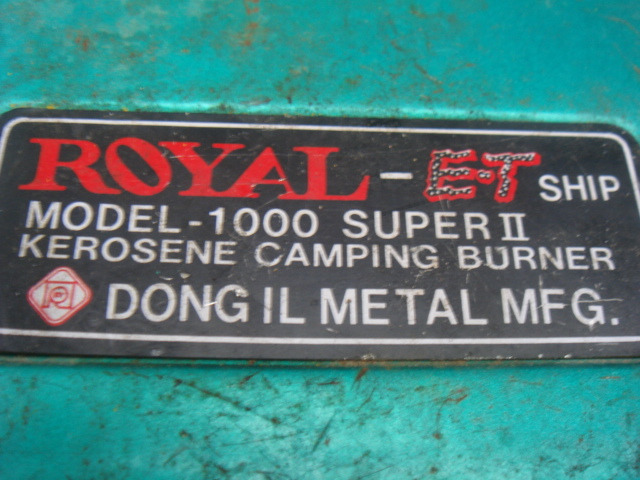 ROYAL - E·T SHIP
MODEL-1000 SUPER II
KEROSENE CAMPING BURNER
DONG IL METAL MFG.